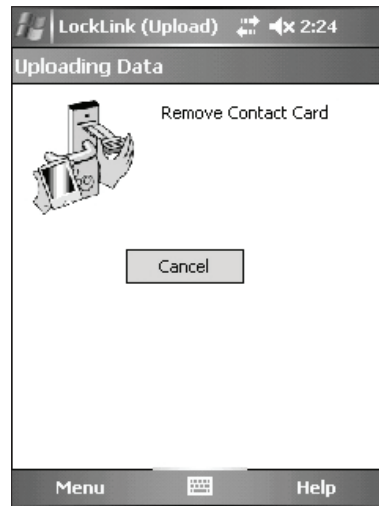 LockLink (Upload) 2:24
Uploading Data
Remove Contact Card
Cancel
Menu Help